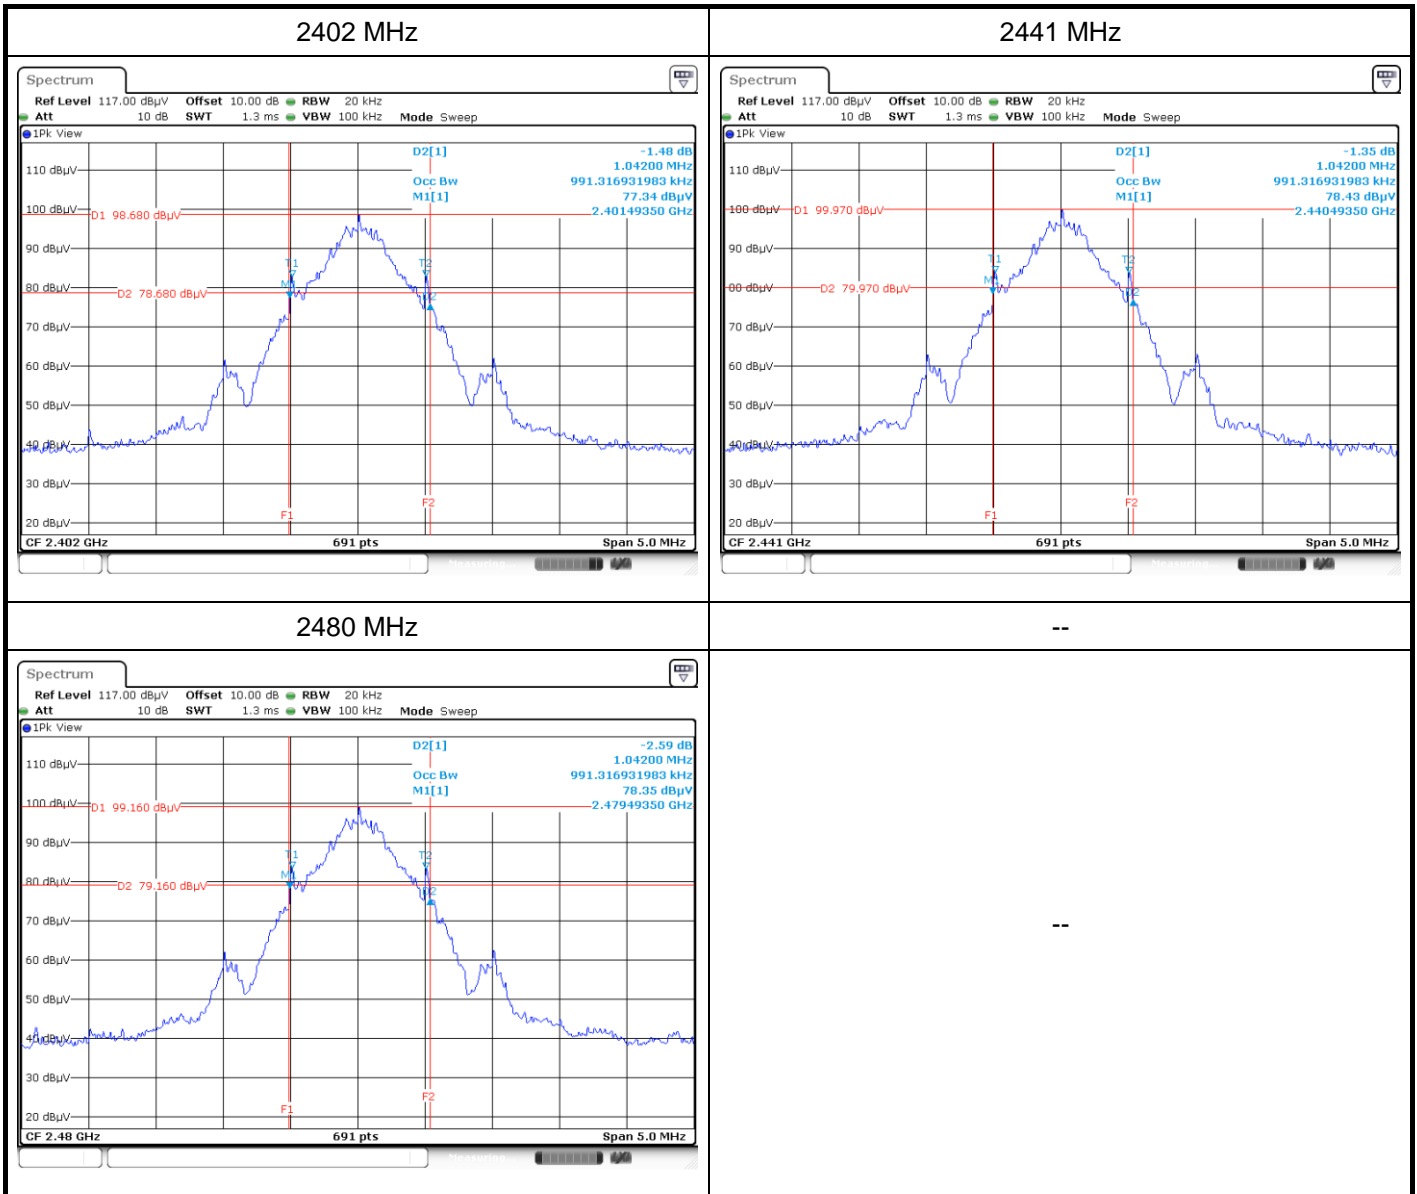 2402 MHz
2441 MHz
Spectrum
Ref Level 117.00 dBµV Offset 10.00 dB RBW 20 kHz
Att 10 dB SWT 1.3 ms VBW 100 kHz Mode Sweep
1Pk View
D2[1] -1.48 dB
1.04200 MHz
110 dBµV
Occ Bw 991.316931983 kHz
M1[1] 77.34 dBµV
100 dBµV
D1 98.680 dBµV
2.40149350 GHz
90 dBµV
T1
T2
80 dBµV
M1
D2 78.680 dBµV
D2
70 dBµV
60 dBµV
50 dBµV
40 dBµV
30 dBµV
F2
F1
20 dBµV
CF 2.402 GHz 691 pts Span 5.0 MHz
Measuring...
Spectrum
Ref Level 117.00 dBµV Offset 10.00 dB RBW 20 kHz
Att 10 dB SWT 1.3 ms VBW 100 kHz Mode Sweep
1Pk View
D2[1] -1.35 dB
1.04200 MHz
110 dBµV
Occ Bw 991.316931983 kHz
M1[1] 78.43 dBµV
100 dBµV
D1 99.970 dBµV
2.44049350 GHz
90 dBµV
T1
T2
80 dBµV
M1
D2 79.970 dBµV
D2
70 dBµV
60 dBµV
50 dBµV
40 dBµV
30 dBµV
F2
F1
20 dBµV
CF 2.441 GHz 691 pts Span 5.0 MHz
Measuring...
2480 MHz
--
Spectrum
Ref Level 117.00 dBµV Offset 10.00 dB RBW 20 kHz
Att 10 dB SWT 1.3 ms VBW 100 kHz Mode Sweep
1Pk View
D2[1] -2.59 dB
1.04200 MHz
110 dBµV
Occ Bw 991.316931983 kHz
M1[1] 78.35 dBµV
100 dBµV
D1 99.160 dBµV
2.47949350 GHz
90 dBµV
T1
T2
80 dBµV
M1
D2 79.160 dBµV
D2
70 dBµV
60 dBµV
50 dBµV
40 dBµV
30 dBµV
F2
F1
20 dBµV
CF 2.48 GHz 691 pts Span 5.0 MHz
Measuring...
--